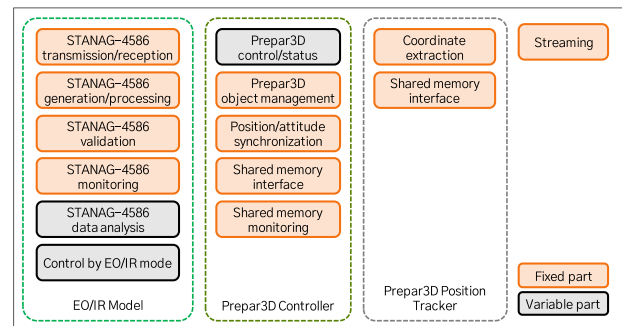 STANAG-4586
transmission/reception
STANAG-4586
generation/processing
STANAG-4586
validation
STANAG-4586
monitoring
STANAG-4586
data analysis
Control by EO/IR mode
EO/IR Model
Prepar3D
control/status
Prepar3D
object management
Position/attitude
synchronization
Shared memory
interface
Shared memory
monitoring
Prepar3D Controller
Coordinate
extraction
Shared memory
interface
Prepar3D Position
Tracker
Streaming
Fixed part
Variable part